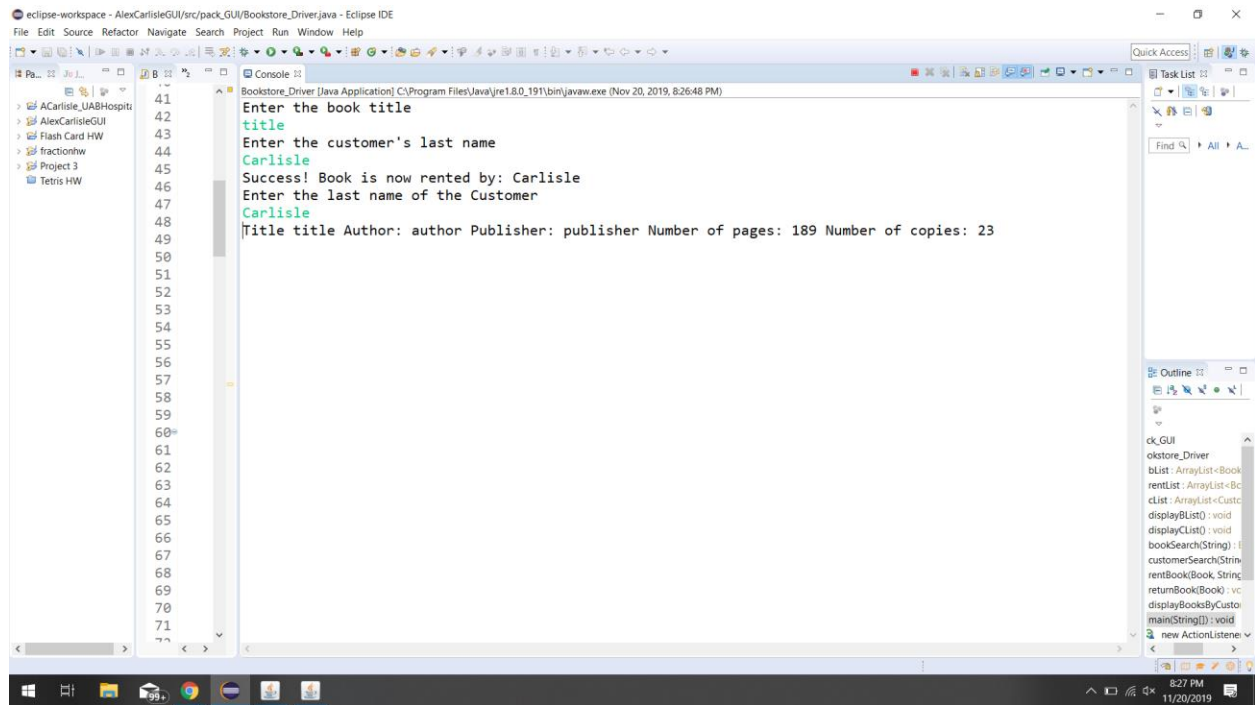 eclipse-workspace - AlexCarlisleGUI/src/pack_GUI/Bookstore_Driver.java - Eclipse IDE
File Edit Source Refactor Navigate Search Project Run Window Help
Quick Access
Pa...
B
Console
Task List
Bookstore_Driver [Java Application] C:\Program Files\Java\jre1.8.0_191\bin\javaw.exe (Nov 20, 2019, 8:26:48 PM)
ACarlisle_UABHospita
AlexCarlisleGUI
Flash Card HW
fractionhw
Project 3
Tetris HW
41
42
43
44
45
46
47
48
49
50
51
52
53
54
55
56
57
58
59
60
61
62
63
64
65
66
67
68
69
70
71
Enter the book title
title
Enter the customer's last name
Carlisle
Success! Book is now rented by: Carlisle
Enter the last name of the Customer
Carlisle
Title title Author: author Publisher: publisher Number of pages: 189 Number of copies: 23
Find All A...
Outline
ck_GUI
okstore_Driver
bList : ArrayList<Book
rentList : ArrayList<Bo
cList : ArrayList<Custo
displayBList() : void
displayCList() : void
bookSearch(String) :
customerSearch(Strin
rentBook(Book, String
returnBook(Book) : vo
displayBooksByCusto
main(String[]) : void
new ActionListener
99+
8:27 PM
11/20/2019